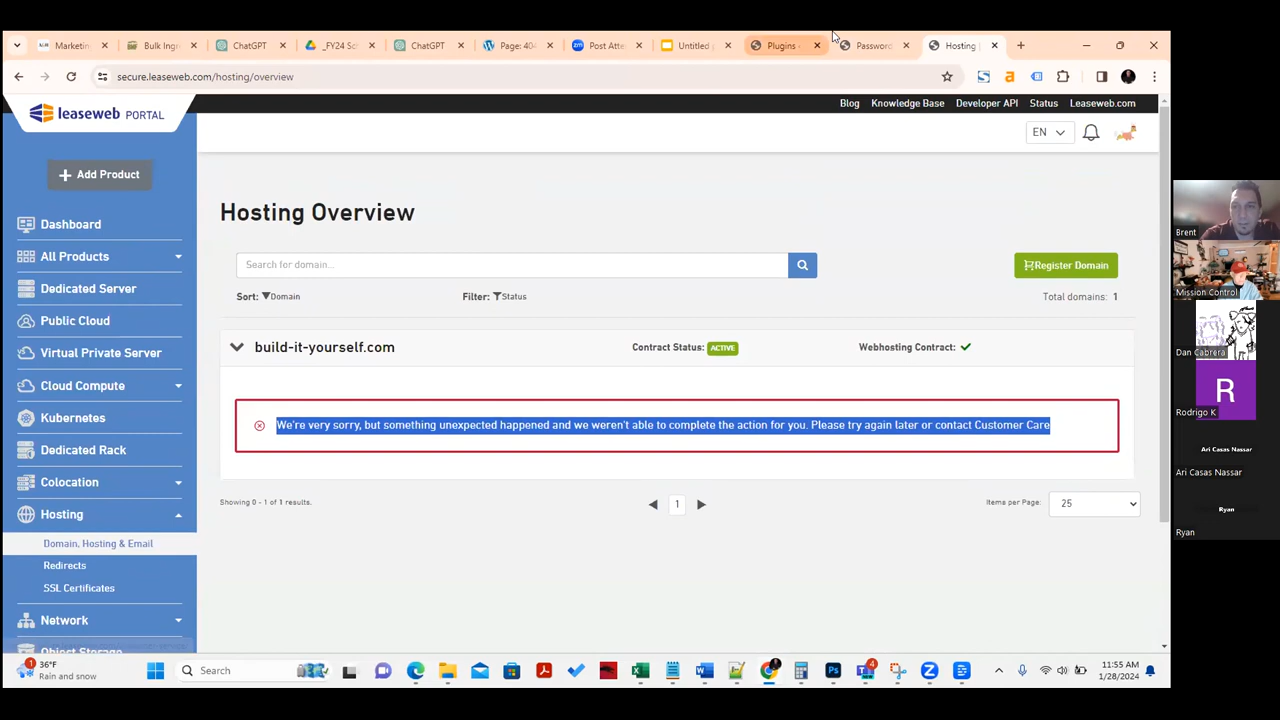 Marketing
Bulk Ingr
ChatGPT
_FY24 Sc
ChatGPT
Page: 404
Post Atte
Untitled
Plugins
Password
Hosting
secure.leaseweb.com/hosting/overview
leaseweb PORTAL
Blog Knowledge Base Developer API Status Leaseweb.com
EN
Add Product
Dashboard
All Products
Dedicated Server
Public Cloud
Virtual Private Server
Cloud Compute
Kubernetes
Dedicated Rack
Colocation
Hosting
Domain, Hosting & Email
Redirects
SSL Certificates
Network
Object Storage
Hosting Overview
Search for domain...
Register Domain
Sort: Domain
Filter: Status
Total domains: 1
build-it-yourself.com
Contract Status: ACTIVE
Webhosting Contract:
We're very sorry, but something unexpected happened and we weren't able to complete the action for you. Please try again later or contact Customer Care
Showing 0 - 1 of 1 results.
1
Items per Page: 25
Brent
Mission Control
Dan Cabrera
R
Rodrigo K
Ari Casas Nassar
Ari Casas Nassar
Ryan
Ryan
1
36°F
Rain and snow
Search
4
11:55 AM
1/28/2024